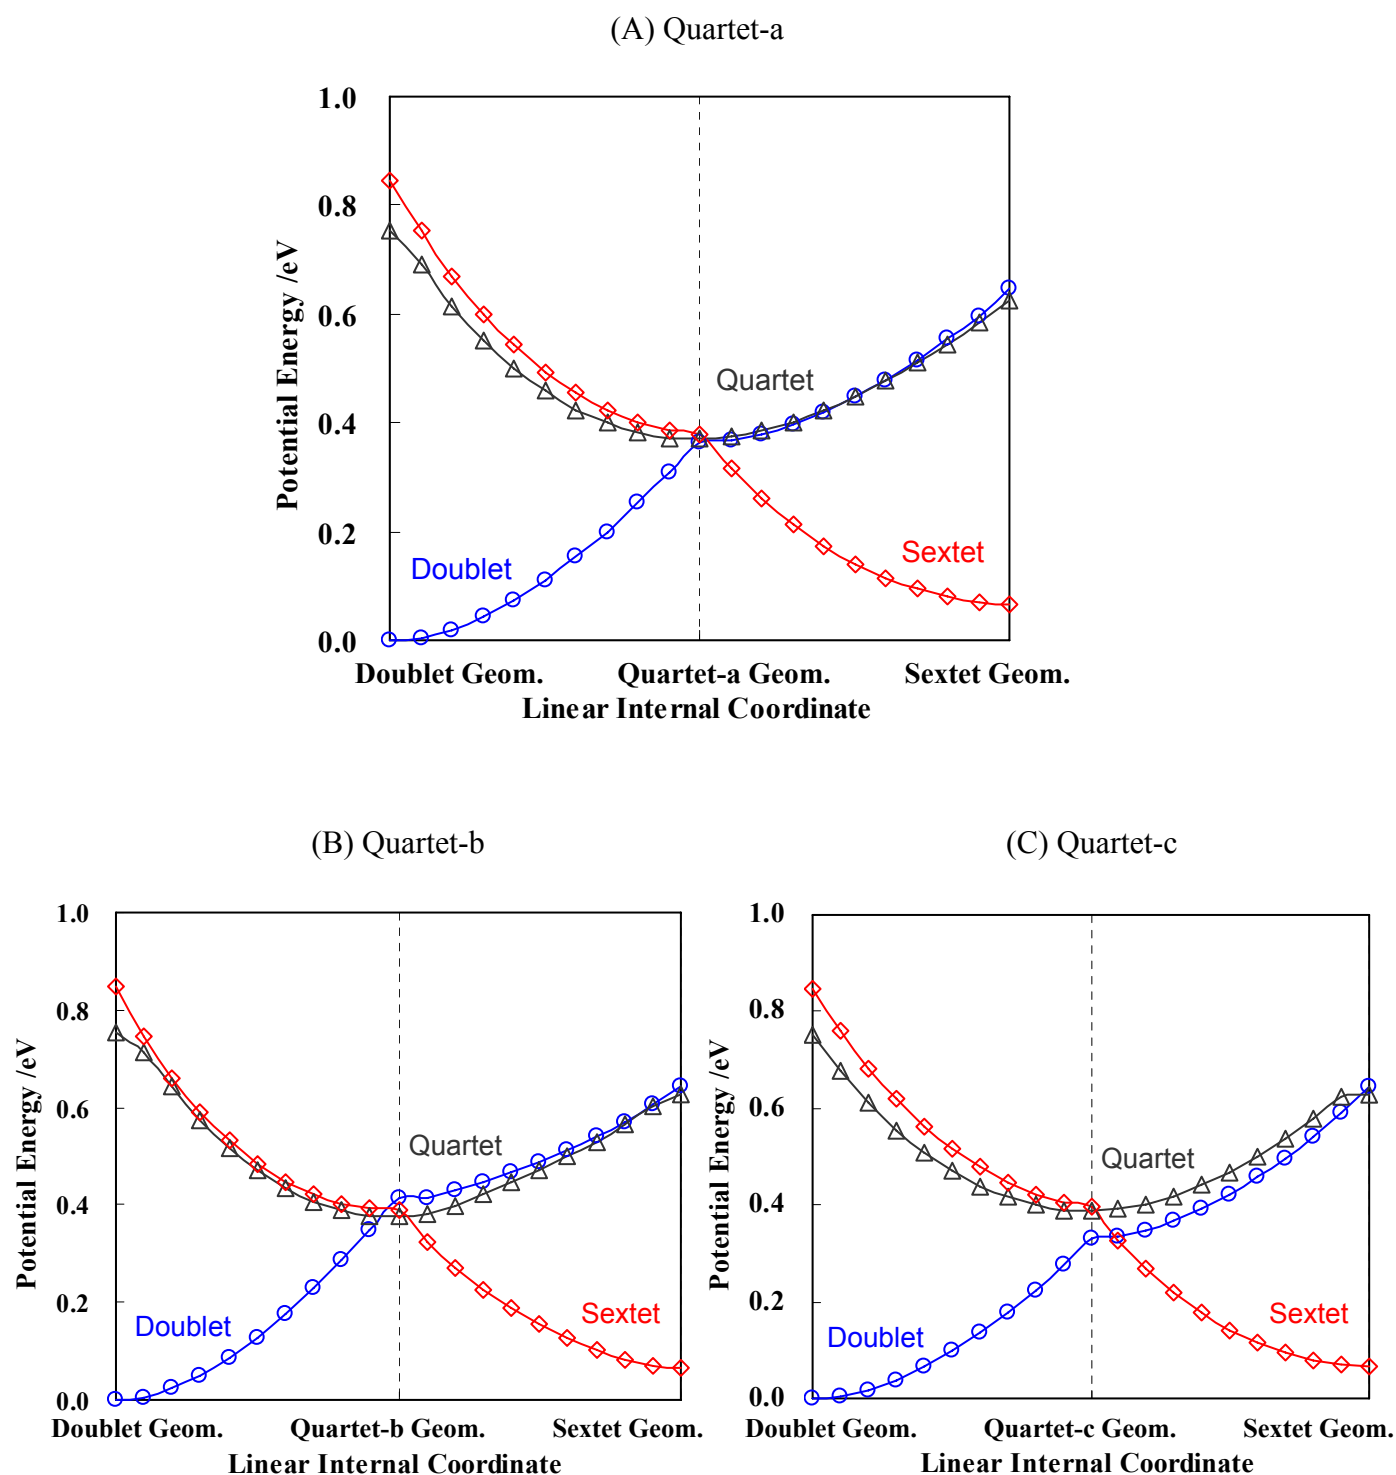 (A) Quartet-a
1.0
0.8
0.6
0.4
0.2
0.0
Potential Energy /eV
Quartet
Doublet
Sextet
Doublet Geom.
Quartet-a Geom.
Sextet Geom.
Linear Internal Coordinate
(B) Quartet-b
1.0
0.8
0.6
0.4
0.2
0.0
Potential Energy /eV
Quartet
Doublet
Sextet
Doublet Geom.
Quartet-b Geom.
Sextet Geom.
Linear Internal Coordinate
(C) Quartet-c
1.0
0.8
0.6
0.4
0.2
0.0
Potential Energy /eV
Quartet
Doublet
Sextet
Doublet Geom.
Quartet-c Geom.
Sextet Geom.
Linear Internal Coordinate